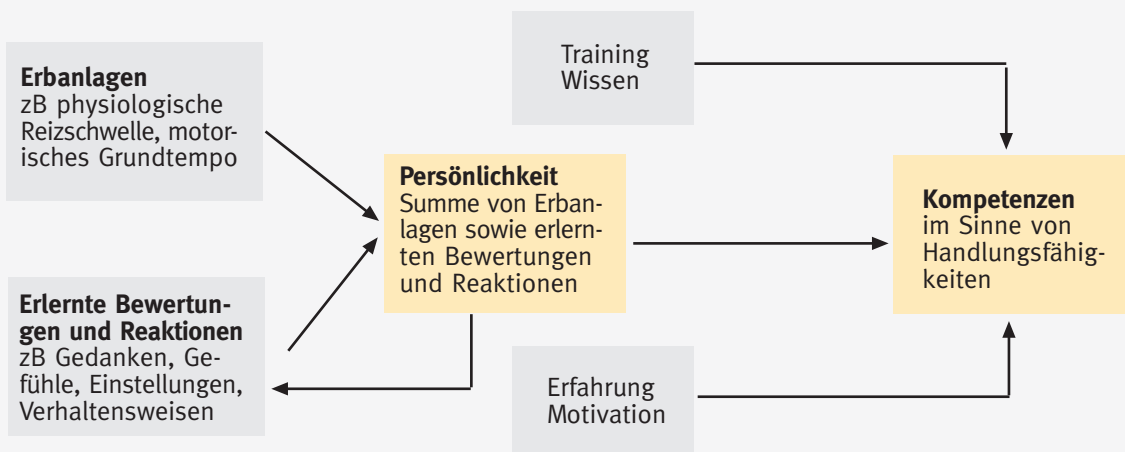 Erbanlagen
zB physiologische
Reizschwelle, motor-
isches Grundtempo
Erlernte Bewertun-
gen und Reaktionen
zB Gedanken, Ge-
fühle, Einstellungen,
Verhaltensweisen
Persönlichkeit
Summe von Erban-
lagen sowie erlern-
ten Bewertungen
und Reaktionen
Training
Wissen
Erfahrung
Motivation
Kompetenzen
im Sinne von
Handlungsfähig-
keiten